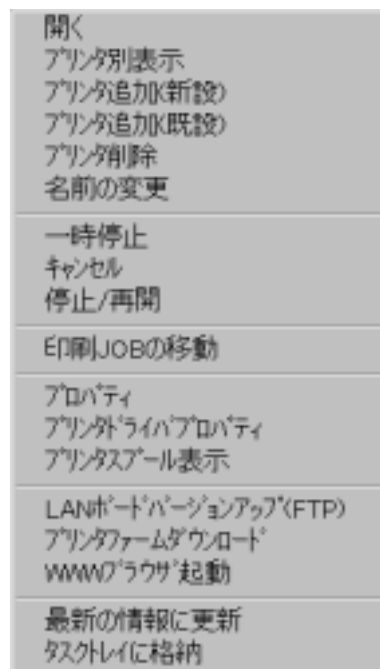 開く
ﾌﾟﾘﾝﾀ別表示
ﾌﾟﾘﾝﾀ追加(新設)
ﾌﾟﾘﾝﾀ追加(既設)
ﾌﾟﾘﾝﾀ削除
名前の変更
一時停止
ｷｬﾝｾﾙ
停止/再開
印刷JOBの移動
ﾌﾟﾛﾊﾟﾃｨ
ﾌﾟﾘﾝﾀﾄﾞﾗｲﾊﾞﾌﾟﾛﾊﾟﾃｨ
ﾌﾟﾘﾝﾀｽﾌﾟｰﾙ表示
LANﾎﾞｰﾄﾞﾊﾞｰｼﾞｮﾝｱｯﾌﾟ(FTP)
ﾌﾟﾘﾝﾀﾌｧｰﾑﾀﾞｳﾝﾛｰﾄﾞ
WWWﾌﾞﾗｳｻﾞ起動
最新の情報に更新
ﾀｽｸﾄﾚｲに格納